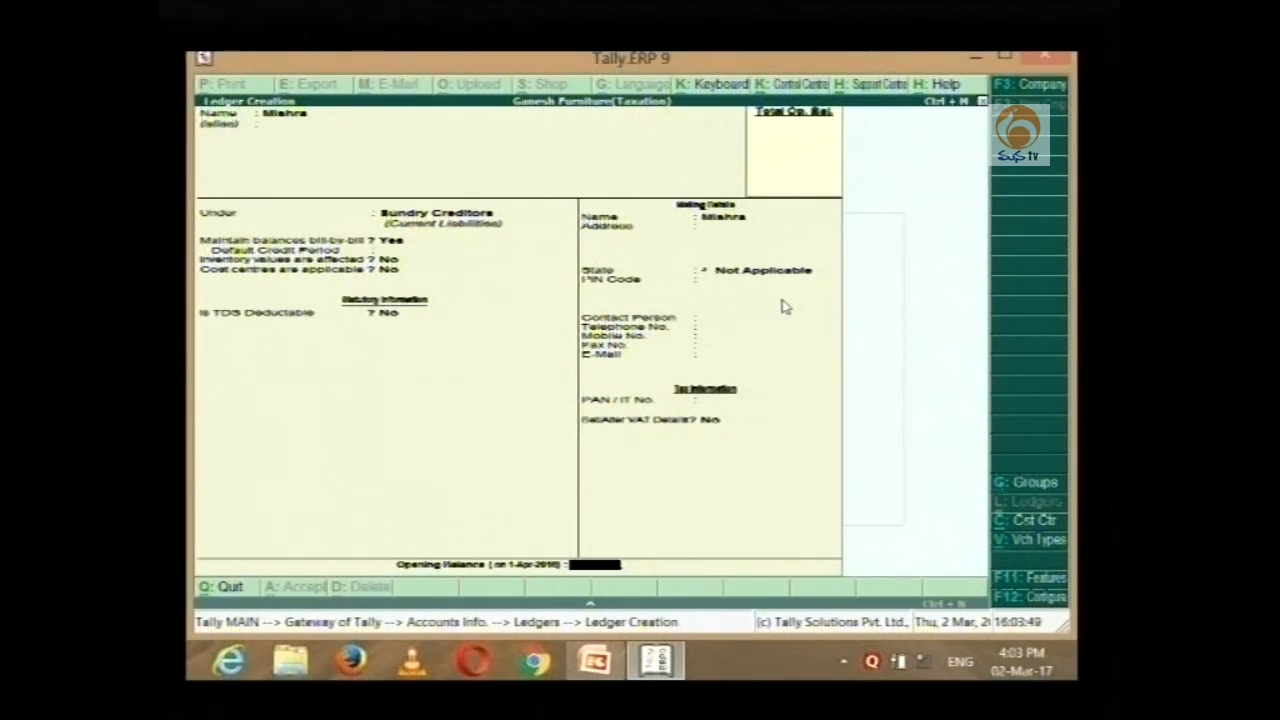 Tally.ERP 9
P: Print E: Export M: E-Mail O: Upload S: Shop G: Language K: Keyboard K: Control Centre H: Support Centre H: Help F3: Company
Ledger Creation Ganesh Furniture(Taxation) Ctrl + M
Name : Mishra
(alias) :
Total Op. Bal.
మన tv
Under : Sundry Creditors
(Current Liabilities)
Maintain balances bill-by-bill ? Yes
Default Credit Period :
Inventory values are affected ? No
Cost centres are applicable ? No
Statutory Information
Is TDS Deductable ? No
Mailing Details
Name : Mishra
Address :
State : Not Applicable
PIN Code :
Contact Person :
Telephone No. :
Mobile No. :
Fax No. :
E-Mail :
Tax Information
PAN / IT No. :
Set/Alter VAT Details? No
G: Groups
L: Ledgers
C: Cst Ctr
V: Vch Types
F11: Features
F12: Configure
Opening Balance ( on 1-Apr-2016) :
Q: Quit A: Accept D: Delete
Ctrl + N
Tally MAIN --> Gateway of Tally --> Accounts Info. --> Ledgers --> Ledger Creation (c) Tally Solutions Pvt. Ltd., Thu, 2 Mar, 16:03:49
ENG
4:03 PM
02-Mar-17